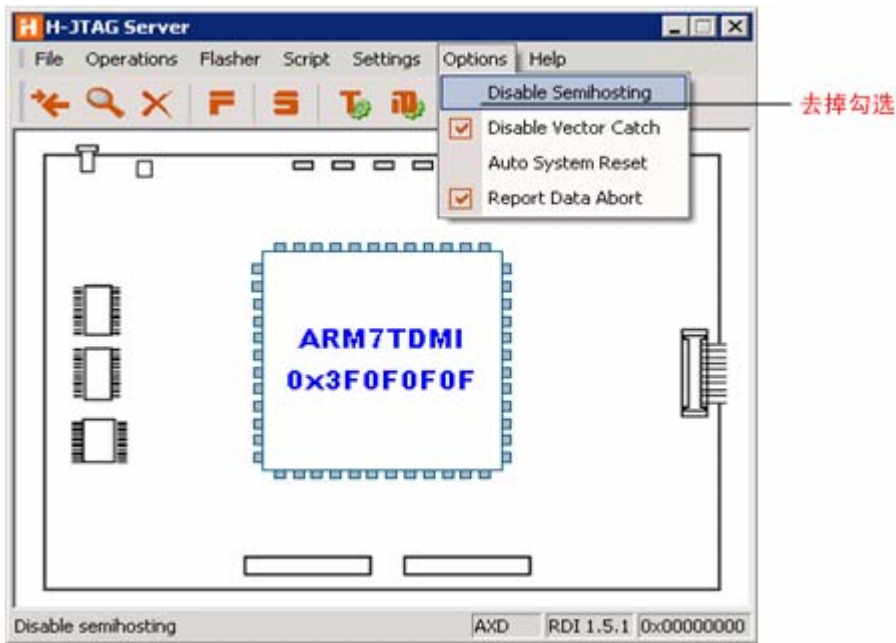 H-JTAG Server
File Operations Flasher Script Settings Options Help
Disable Semihosting
去掉勾选
Disable Vector Catch
Auto System Reset
Report Data Abort
ARM7TDMI
0x3F0F0F0F
Disable semihosting AXD RDI 1.5.1 0x00000000